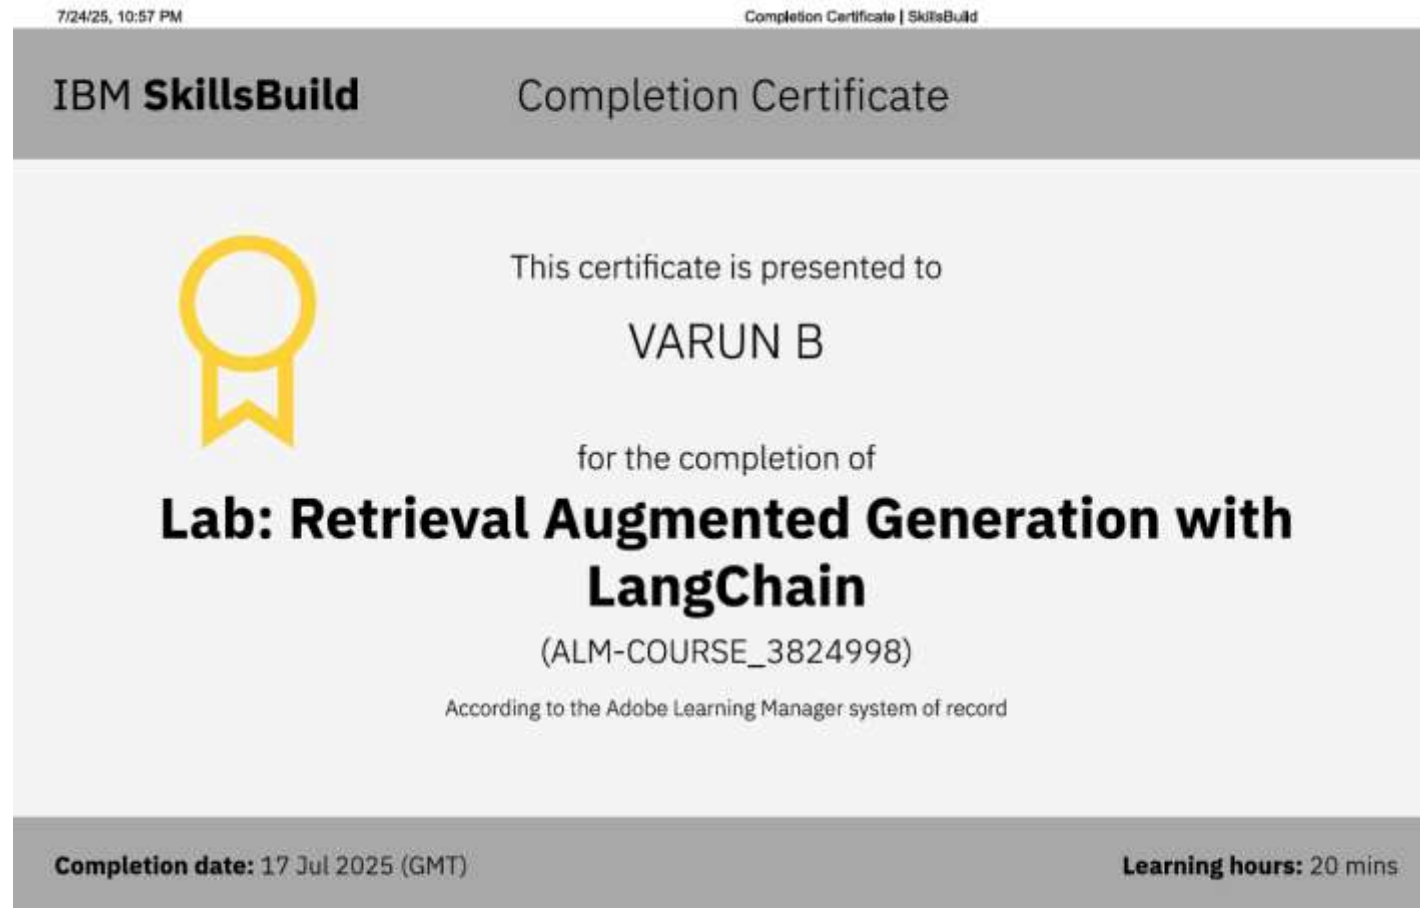 7/24/25, 10:57 PM
Completion Certificate | SkillsBuild
IBM SkillsBuild
Completion Certificate
This certificate is presented to
VARUN B
for the completion of
Lab: Retrieval Augmented Generation with
LangChain
(ALM-COURSE_3824998)
According to the Adobe Learning Manager system of record
Completion date: 17 Jul 2025 (GMT)
Learning hours: 20 mins